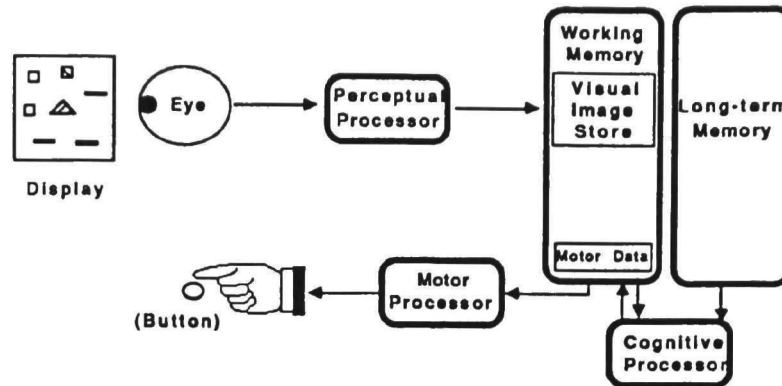 Display
Eye
Perceptual
Processor
Working
Memory
Visual
Image
Store
Motor Data
Long-term
Memory
(Button)
Motor
Processor
Cognitive
Processor